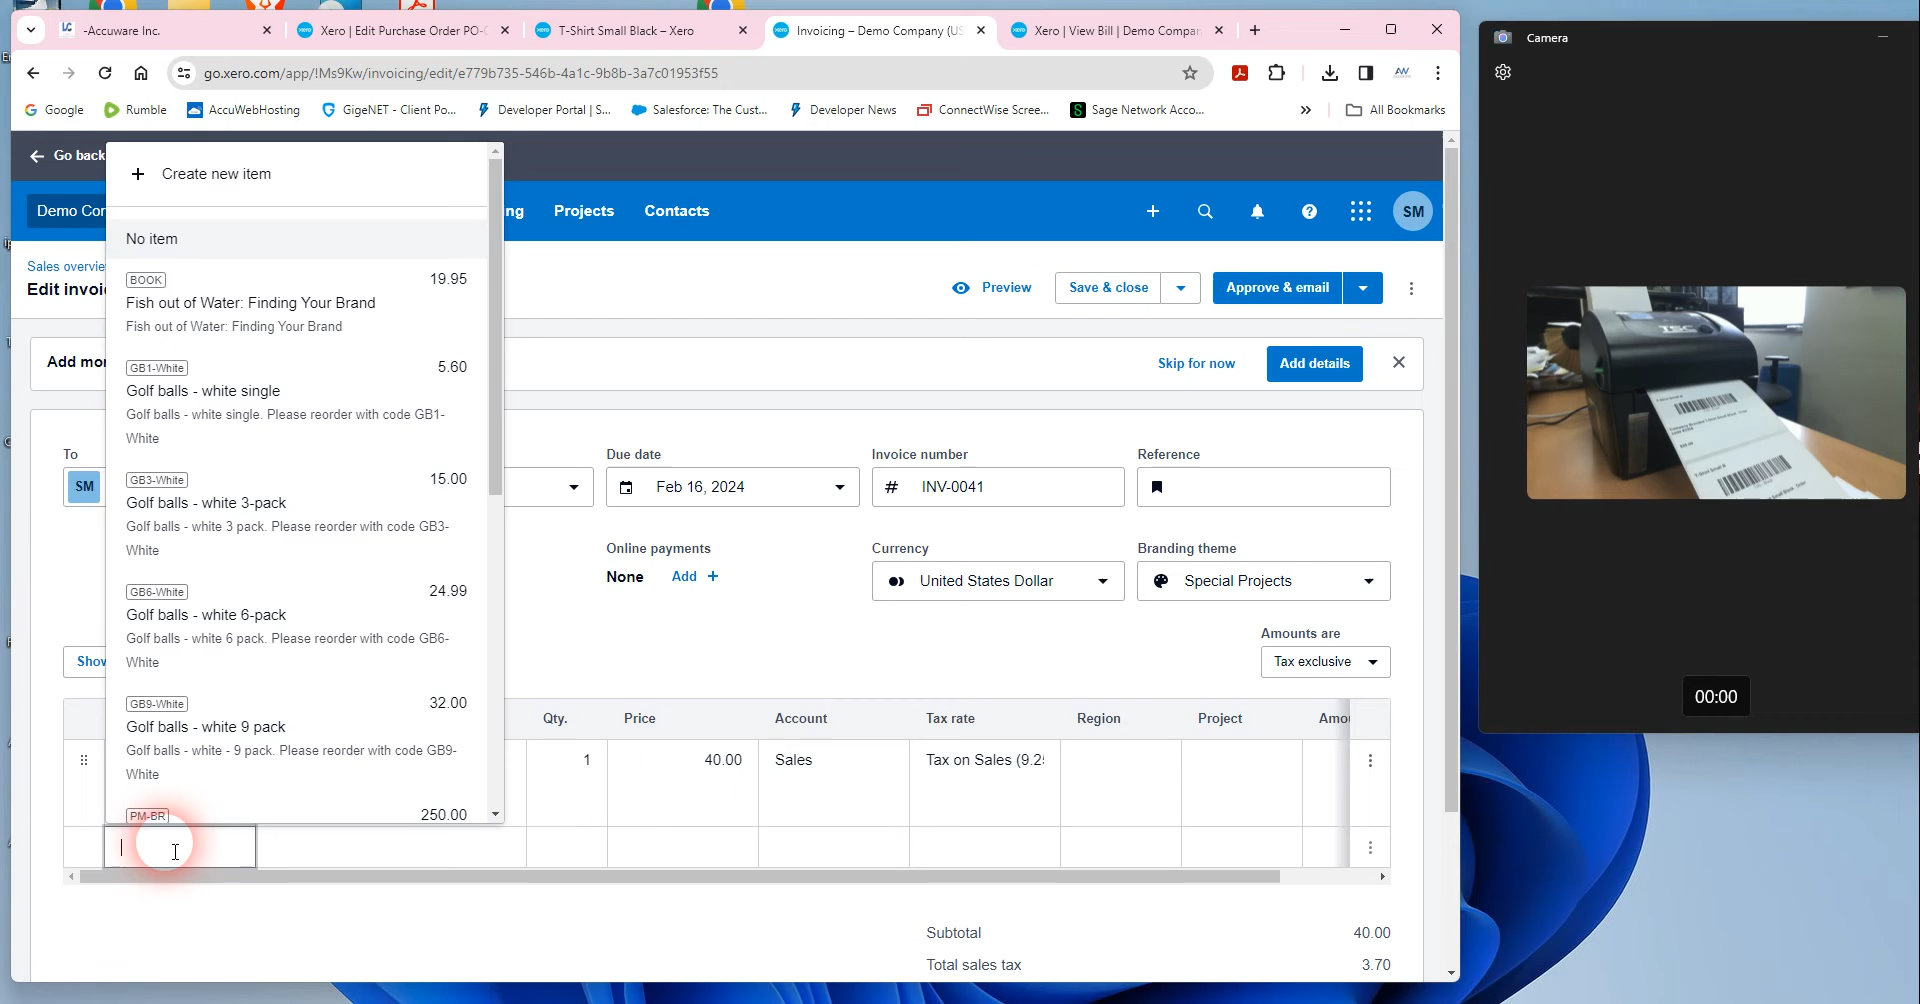 -Accuware Inc.
Xero | Edit Purchase Order PO-
T-Shirt Small Black – Xero
Invoicing – Demo Company (US
Xero | View Bill | Demo Compan
go.xero.com/app/!Ms9Kw/invoicing/edit/e779b735-546b-4a1c-9b8b-3a7c01953f55
Google
Rumble
AccuWebHosting
GigeNET - Client Po...
Developer Portal | S...
Salesforce: The Cust...
Developer News
ConnectWise Scree...
Sage Network Acco...
All Bookmarks
Go back
Demo Cor
ng
Projects
Contacts
SM
Sales overvie
Edit invoi
Preview
Save & close
Approve & email
Add mor
Skip for now
Add details
Create new item
No item
BOOK
19.95
Fish out of Water: Finding Your Brand
Fish out of Water: Finding Your Brand
GB1-White
5.60
Golf balls - white single
Golf balls - white single. Please reorder with code GB1-
White
GB3-White
15.00
Golf balls - white 3-pack
Golf balls - white 3 pack. Please reorder with code GB3-
White
GB6-White
24.99
Golf balls - white 6-pack
Golf balls - white 6 pack. Please reorder with code GB6-
White
GB9-White
32.00
Golf balls - white 9 pack
Golf balls - white - 9 pack. Please reorder with code GB9-
White
PM-BR
250.00
To
SM
Due date
Feb 16, 2024
Invoice number
# INV-0041
Reference
Online payments
None
Add +
Currency
United States Dollar
Branding theme
Special Projects
Amounts are
Tax exclusive
Show
Qty.
Price
Account
Tax rate
Region
Project
Amou
1
40.00
Sales
Tax on Sales (9.25
Subtotal
40.00
Total sales tax
3.70
Camera
TSC
00:00